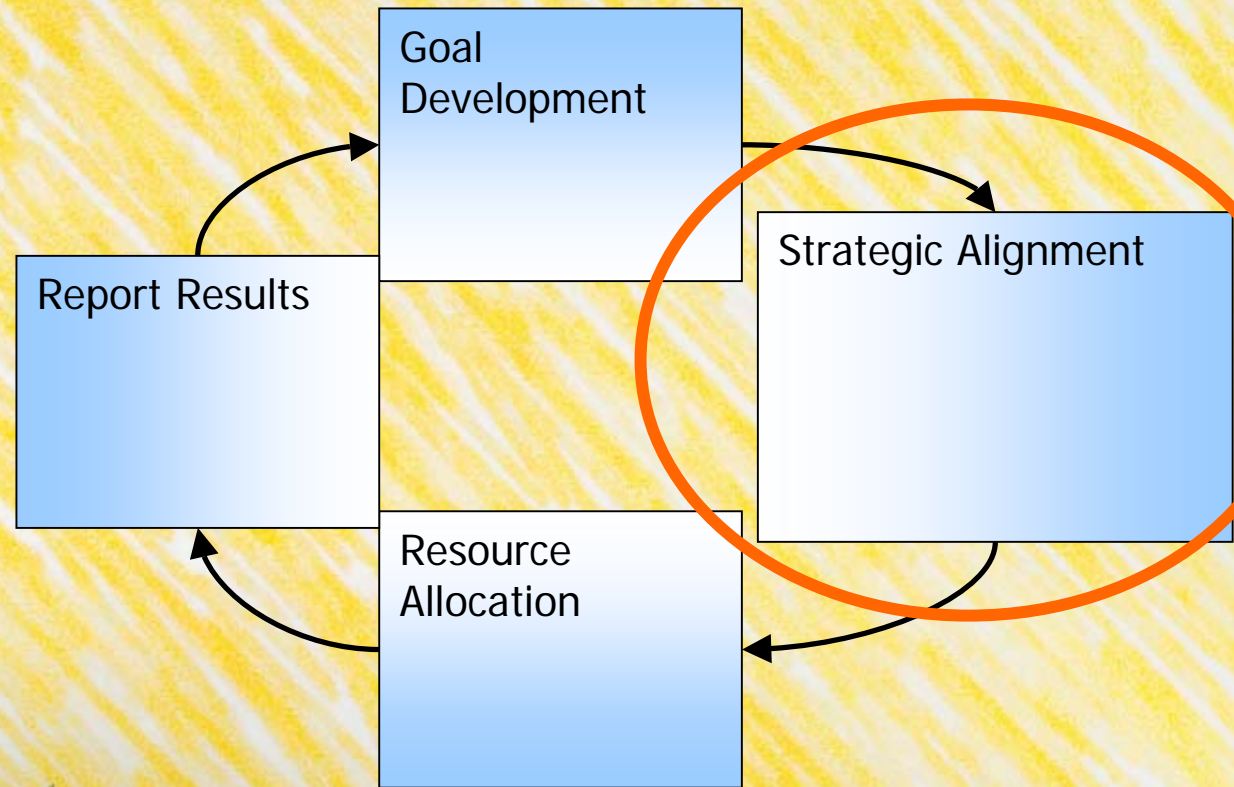 Goal
Development
Strategic Alignment
Report Results
Resource
Allocation